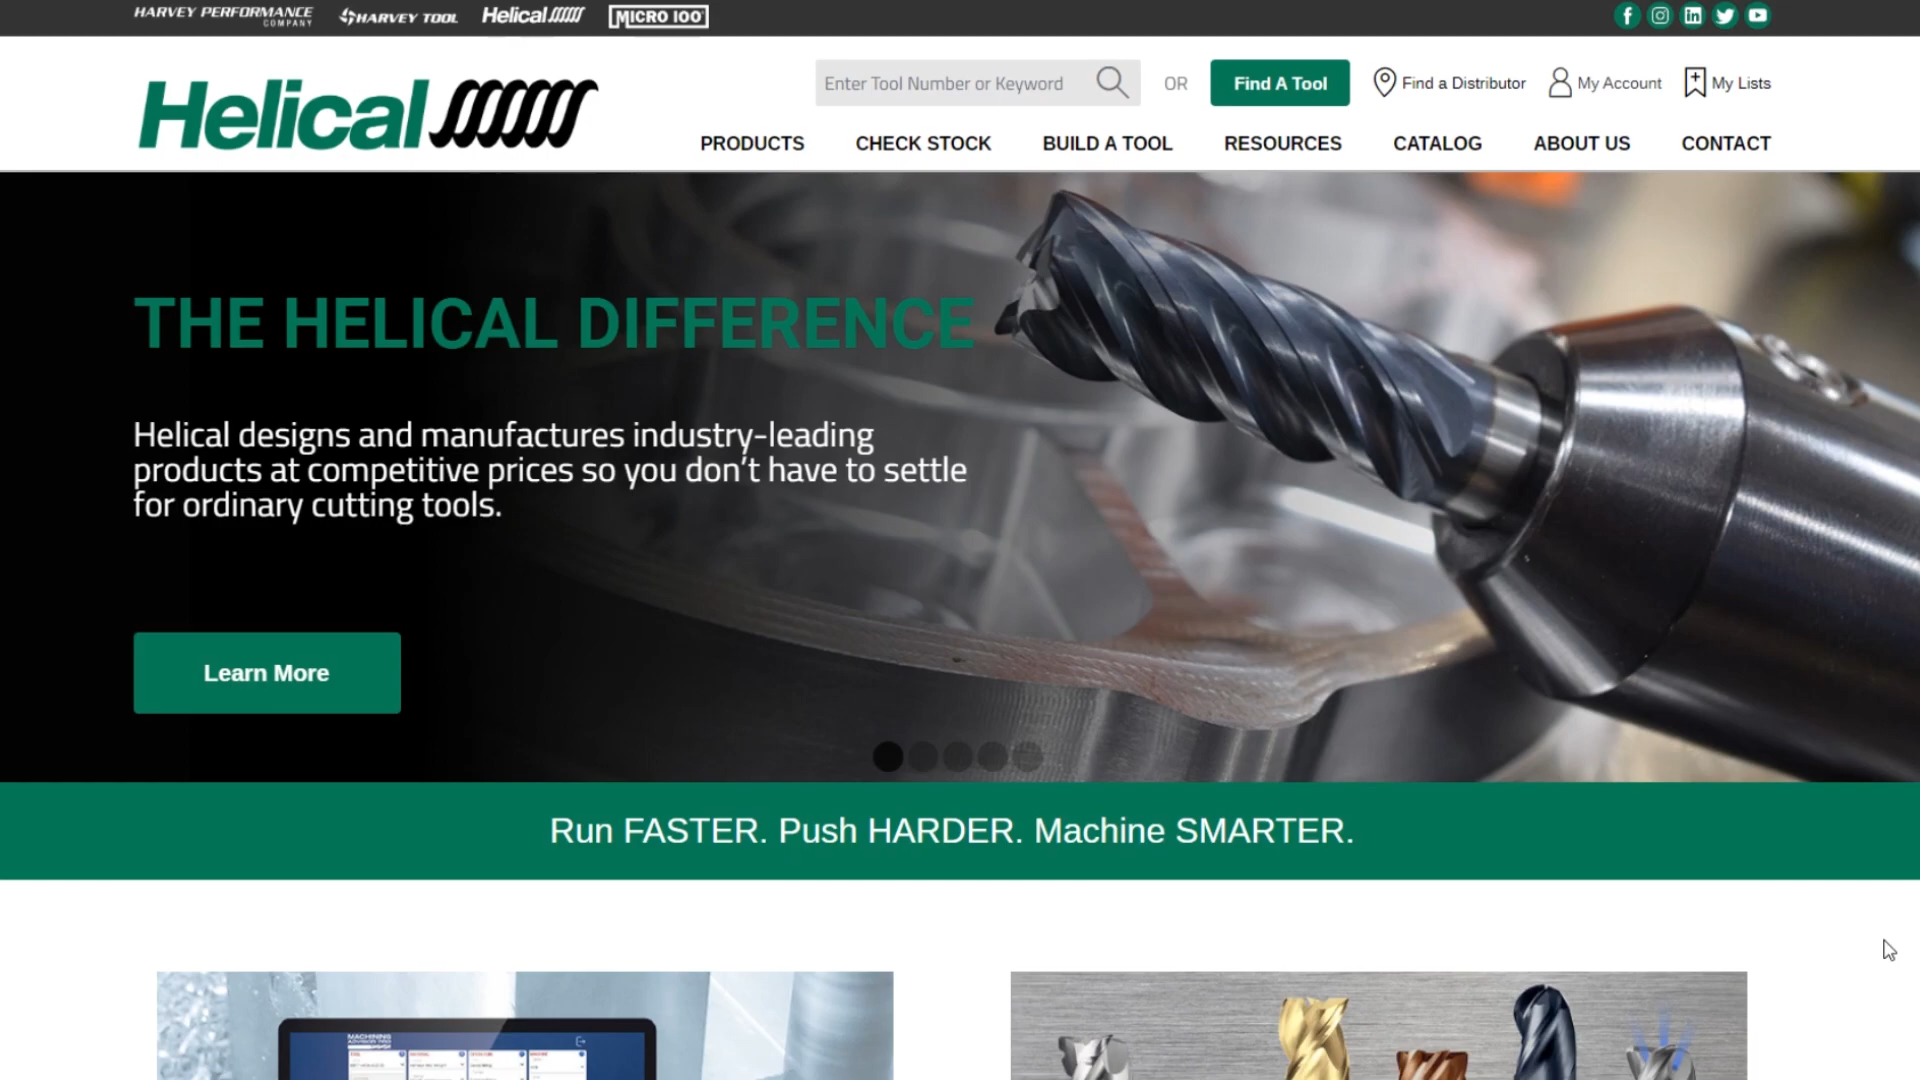 HARVEY PERFORMANCE
COMPANY
HARVEY TOOL
Helical
MICRO 100
Helical
Enter Tool Number or Keyword
OR
Find A Tool
Find a Distributor
My Account
My Lists
PRODUCTS
CHECK STOCK
BUILD A TOOL
RESOURCES
CATALOG
ABOUT US
CONTACT
THE HELICAL DIFFERENCE
Helical designs and manufactures industry-leading
products at competitive prices so you don't have to settle
for ordinary cutting tools.
Learn More
Run FASTER. Push HARDER. Machine SMARTER.
MACHINING